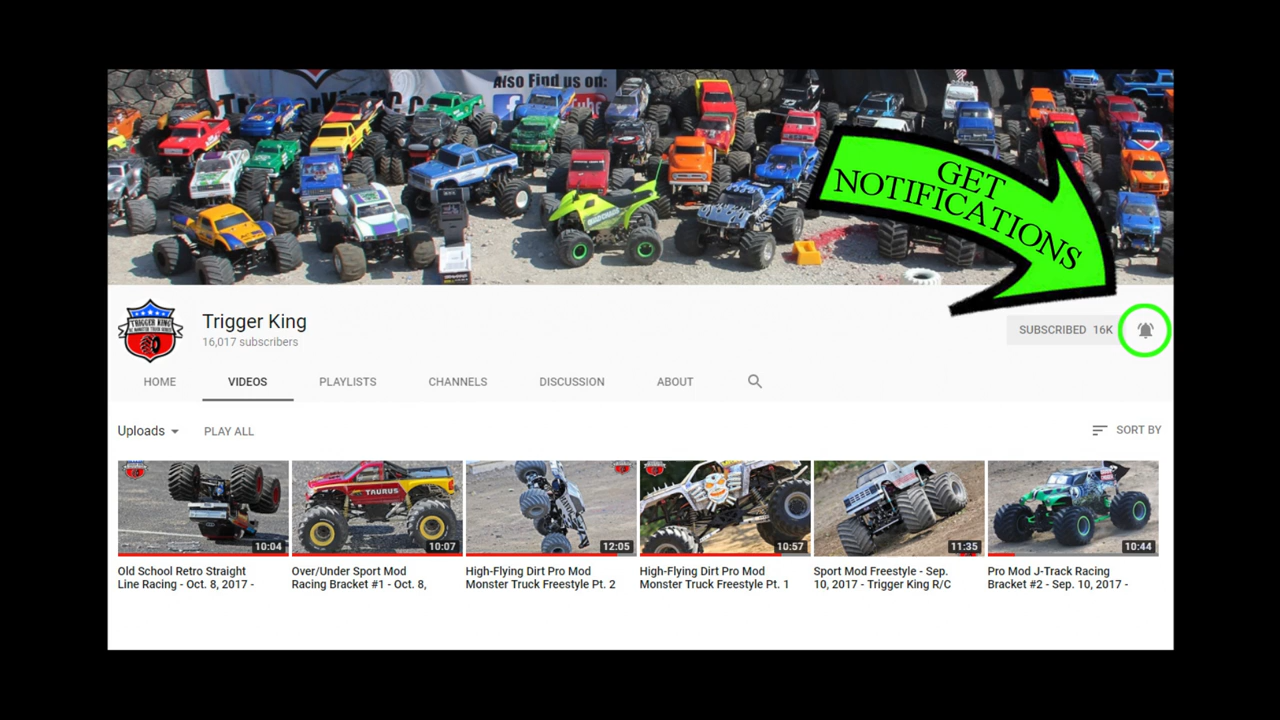 Also Find us on:
GET
NOTIFICATIONS
TRIGGER KING
Trigger King
16,017 subscribers
SUBSCRIBED 16K
HOME
VIDEOS
PLAYLISTS
CHANNELS
DISCUSSION
ABOUT
Uploads
PLAY ALL
SORT BY
TAURUS
10:04
10:07
12:05
10:57
11:35
10:44
Old School Retro Straight
Line Racing - Oct. 8, 2017 -
Over/Under Sport Mod
Racing Bracket #1 - Oct. 8,
High-Flying Dirt Pro Mod
Monster Truck Freestyle Pt. 2
High-Flying Dirt Pro Mod
Monster Truck Freestyle Pt. 1
Sport Mod Freestyle - Sep.
10, 2017 - Trigger King R/C
Pro Mod J-Track Racing
Bracket #2 - Sep. 10, 2017 -